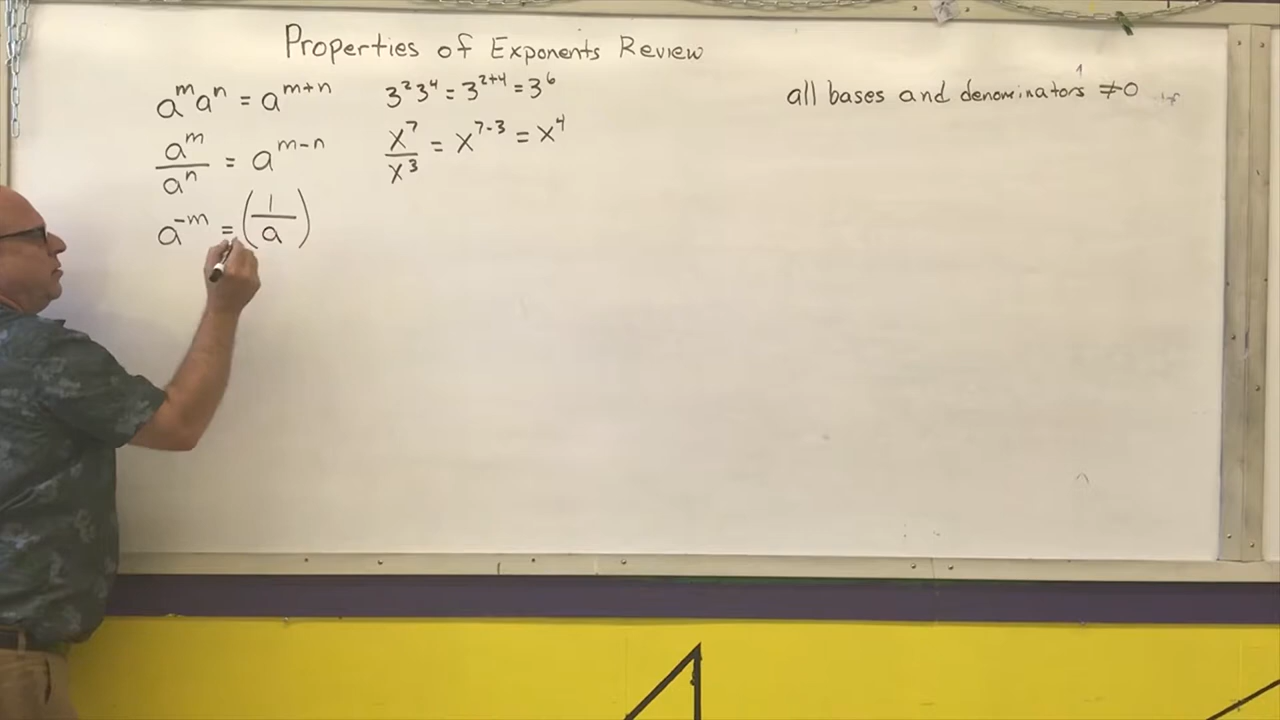 Properties of Exponents Review
aᵐaⁿ = aᵐ⁺ⁿ 3²3⁴ = 3²⁺⁴ = 3⁶
all bases and denominators ≠0
aᵐ/aⁿ = aᵐ⁻ⁿ x⁷/x³ = x⁷⁻³ = x⁴
a⁻ᵐ = (1/a)